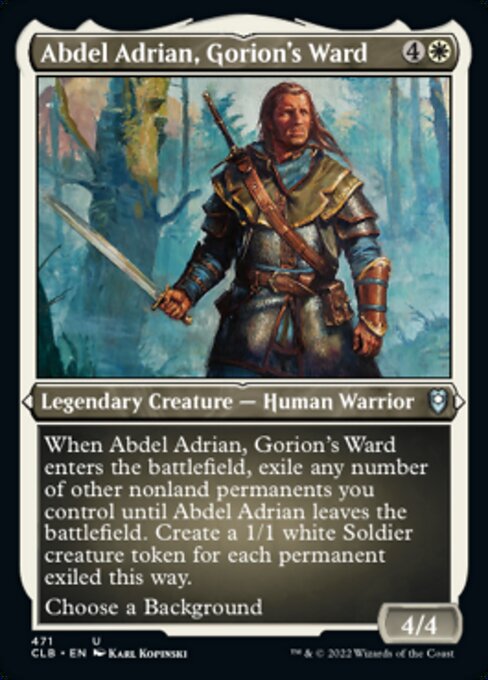 Abdel Adrian, Gorion's Ward 4
Legendary Creature — Human Warrior
When Abdel Adrian, Gorion's Ward
enters the battlefield, exile any number
of other nonland permanents you
control until Abdel Adrian leaves the
battlefield. Create a 1/1 white Soldier
creature token for each permanent
exiled this way.
Choose a Background
4/4
471 U
CLB • EN Karl Kopinski
™ & © 2022 Wizards of the Coast